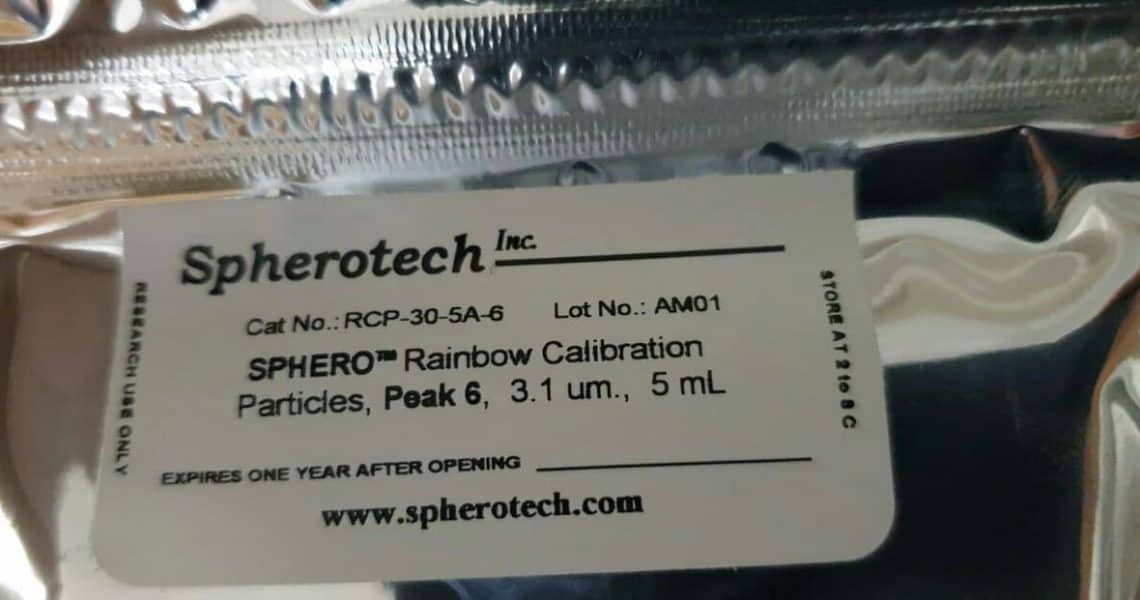 Spherotech Inc.
Cat No.: RCP-30-5A-6 Lot No.: AM01
SPHERO™ Rainbow Calibration
Particles, Peak 6, 3.1 um., 5 mL
EXPIRES ONE YEAR AFTER OPENING
www.spherotech.com
RESEARCH USE ONLY
STORE AT 2 to 8 C